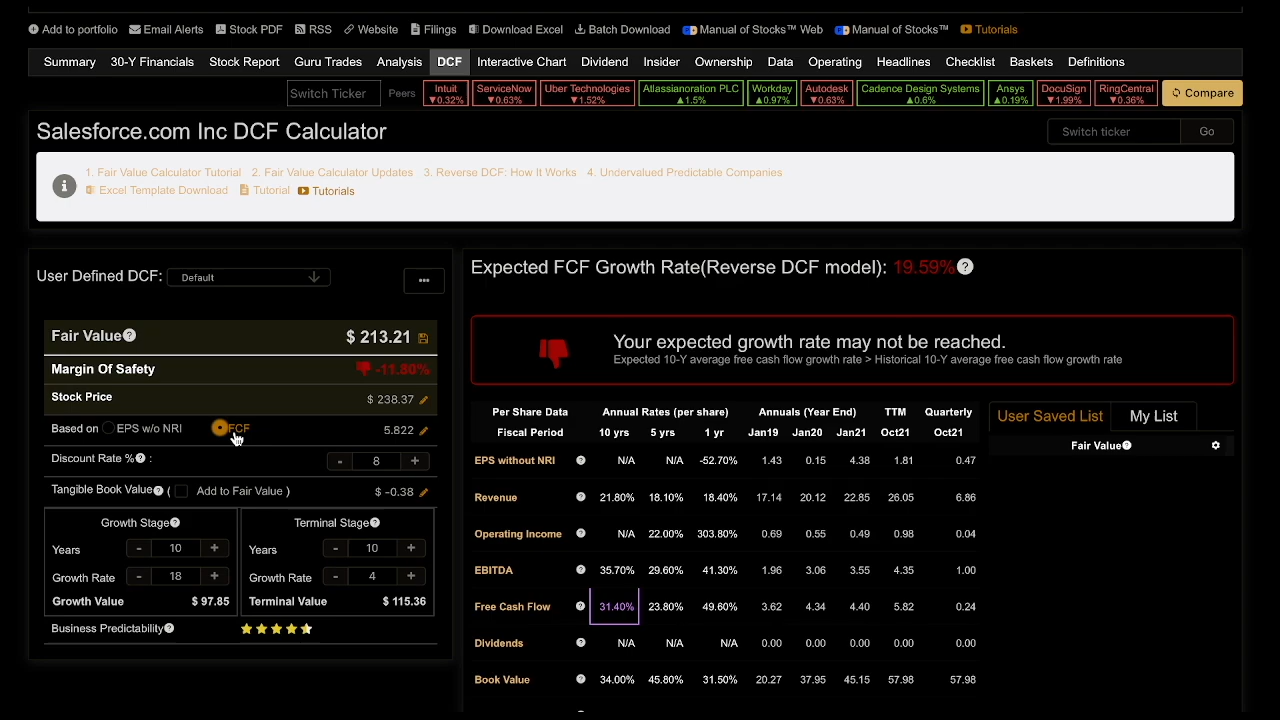 Add to portfolio Email Alerts Stock PDF RSS Website Filings Download Excel Batch Download Manual of Stocks™ Web Manual of Stocks™ Tutorials
Summary 30-Y Financials Stock Report Guru Trades Analysis DCF Interactive Chart Dividend Insider Ownership Data Operating Headlines Checklist Baskets Definitions
Switch Ticker Peers Intuit ▼0.32% ServiceNow ▼0.63% Uber Technologies ▼1.52% Atlassianoration PLC ▲1.5% Workday ▲0.97% Autodesk ▼0.63% Cadence Design Systems ▲0.6% Ansys ▲0.19% DocuSign ▼1.99% RingCentral ▼0.36% Compare
Salesforce.com Inc DCF Calculator
Switch ticker Go
1. Fair Value Calculator Tutorial 2. Fair Value Calculator Updates 3. Reverse DCF: How It Works 4. Undervalued Predictable Companies
Excel Template Download Tutorial Tutorials
User Defined DCF: Default ...
Fair Value $ 213.21
Margin Of Safety -11.80%
Stock Price $ 238.37
Based on EPS w/o NRI FCF 5.822
Discount Rate % : - 8 +
Tangible Book Value ( Add to Fair Value ) $ -0.38
Growth Stage Terminal Stage
Years - 10 + Years - 10 +
Growth Rate - 18 + Growth Rate - 4 +
Growth Value $ 97.85 Terminal Value $ 115.36
Business Predictability
Expected FCF Growth Rate(Reverse DCF model): 19.59%
Your expected growth rate may not be reached.
Expected 10-Y average free cash flow growth rate > Historical 10-Y average free cash flow growth rate
Per Share Data Annual Rates (per share) Annuals (Year End) TTM Quarterly
Fiscal Period 10 yrs 5 yrs 1 yr Jan19 Jan20 Jan21 Oct21 Oct21
EPS without NRI N/A N/A -52.70% 1.43 0.15 4.38 1.81 0.47
Revenue 21.80% 18.10% 18.40% 17.14 20.12 22.85 26.05 6.86
Operating Income N/A 22.00% 303.80% 0.69 0.55 0.49 0.98 0.04
EBITDA 35.70% 29.60% 41.30% 1.96 3.06 3.55 4.35 1.00
Free Cash Flow 31.40% 23.80% 49.60% 3.62 4.34 4.40 5.82 0.24
Dividends N/A N/A N/A 0.00 0.00 0.00 0.00 0.00
Book Value 34.00% 45.80% 31.50% 20.27 37.95 45.15 57.98 57.98
User Saved List My List
Fair Value